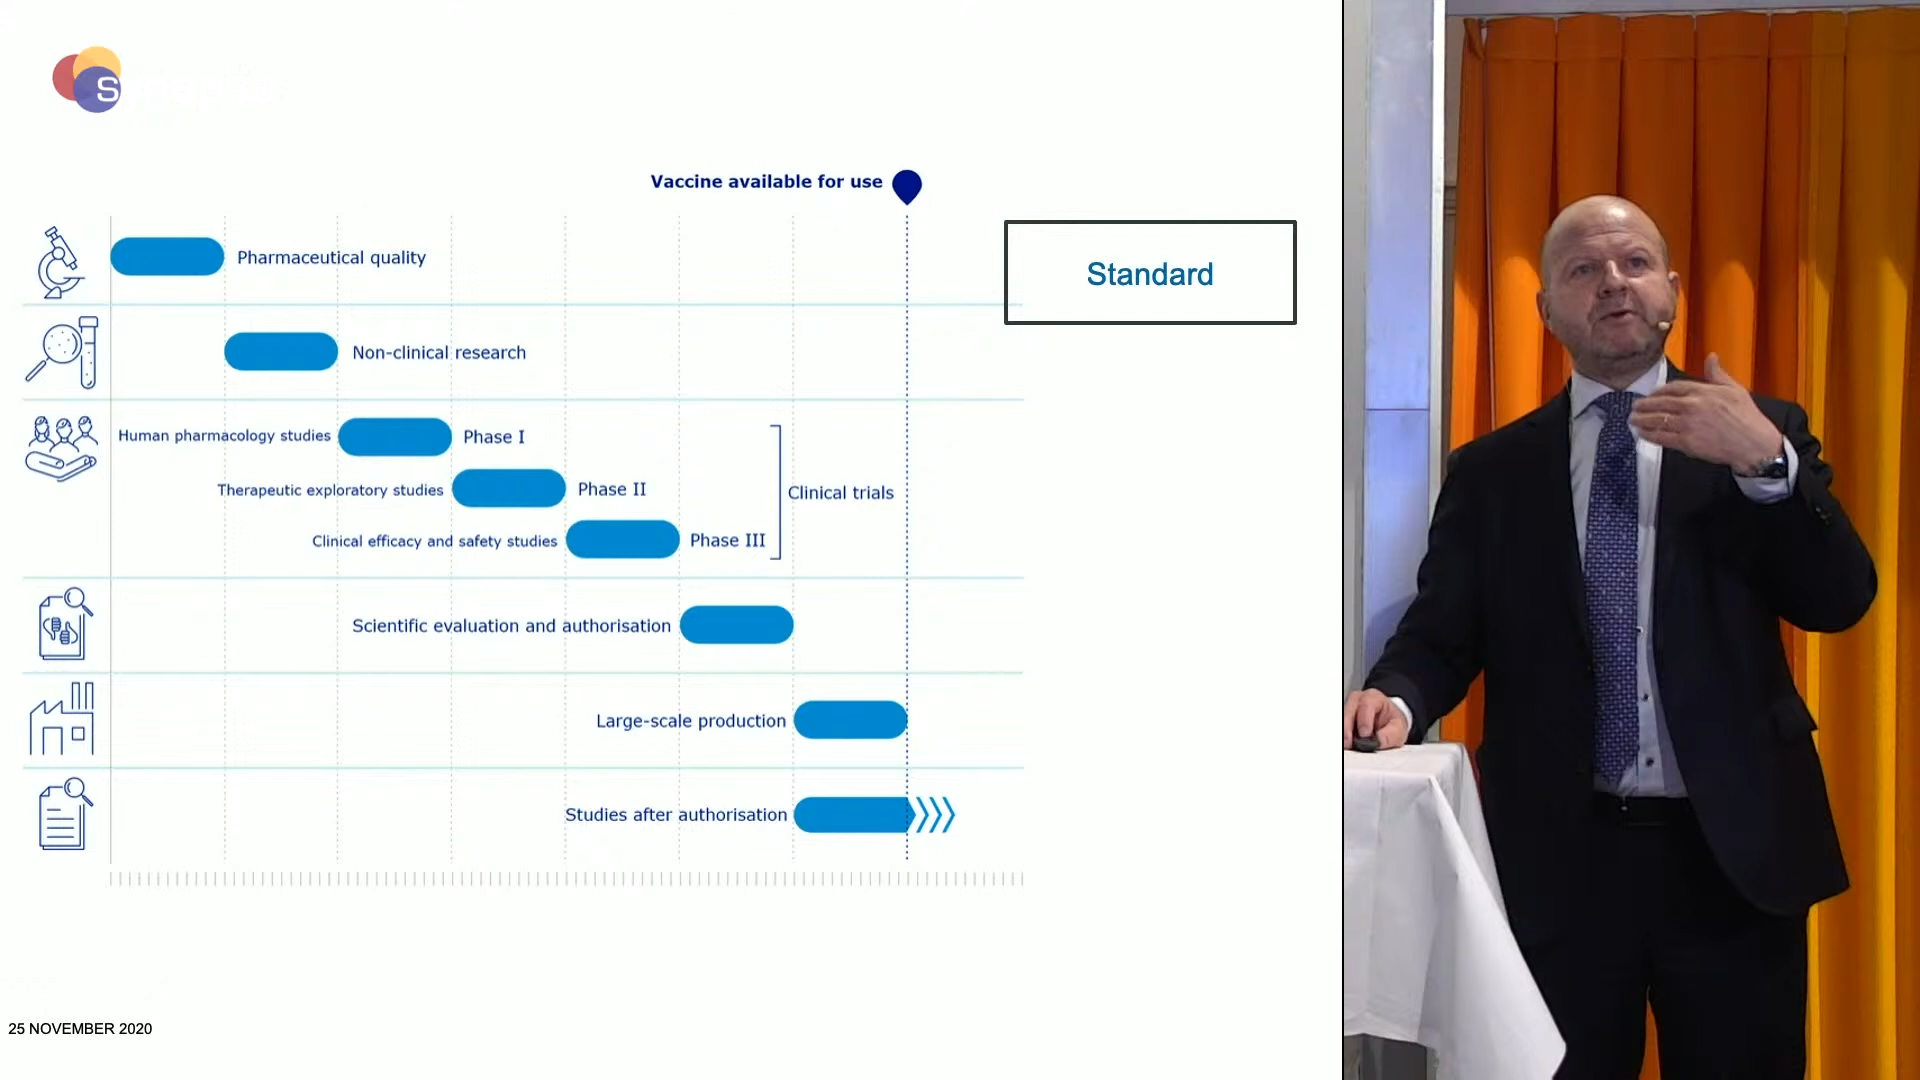 S
Vaccine available for use
Standard
Pharmaceutical quality
Non-clinical research
Human pharmacology studies Phase I
Therapeutic exploratory studies Phase II
Clinical trials
Clinical efficacy and safety studies Phase III
Scientific evaluation and authorisation
Large-scale production
Studies after authorisation
25 NOVEMBER 2020